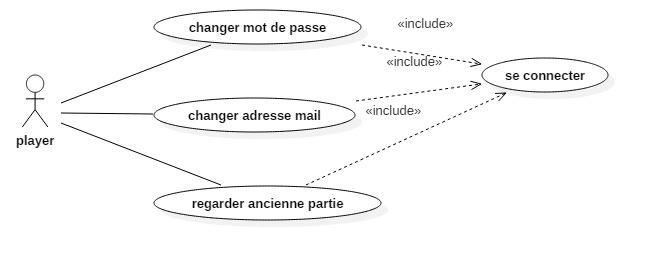 changer mot de passe
«include»
«include»
se connecter
changer adresse mail
«include»
player
regarder ancienne partie